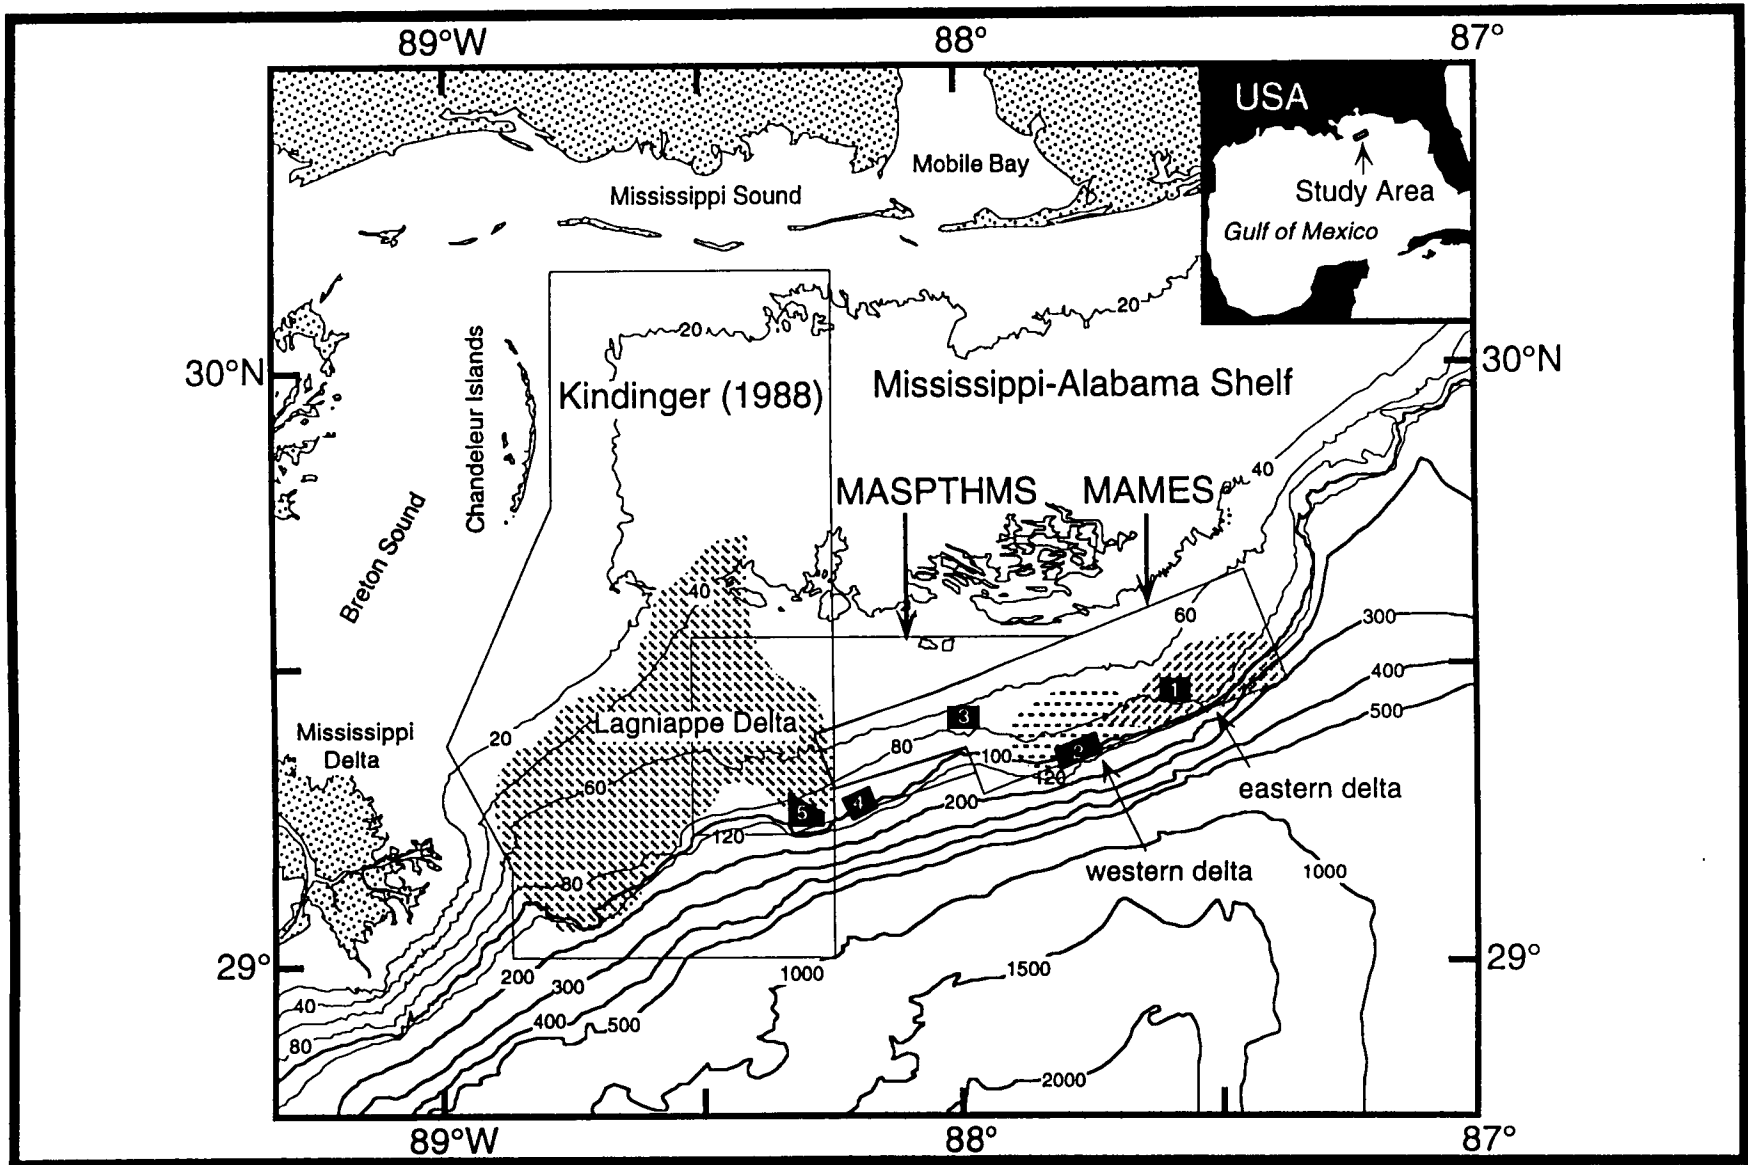 89°W 88° 87°
USA
Mobile Bay
Mississippi Sound
Study Area
Gulf of Mexico
20
20
30°N
30°N
Chandeleur Islands
Kindinger (1988)
Mississippi-Alabama Shelf
40
MASPTHMS
MAMES
Breton Sound
40
60
300
400
1
500
3
Lagniappe Delta
Mississippi
Delta
20
80
100
2
120
60
200
eastern delta
4
5
120
western delta
1000
80
29°
29°
200
1000
1500
300
40
400
500
80
2000
89°W 88° 87°